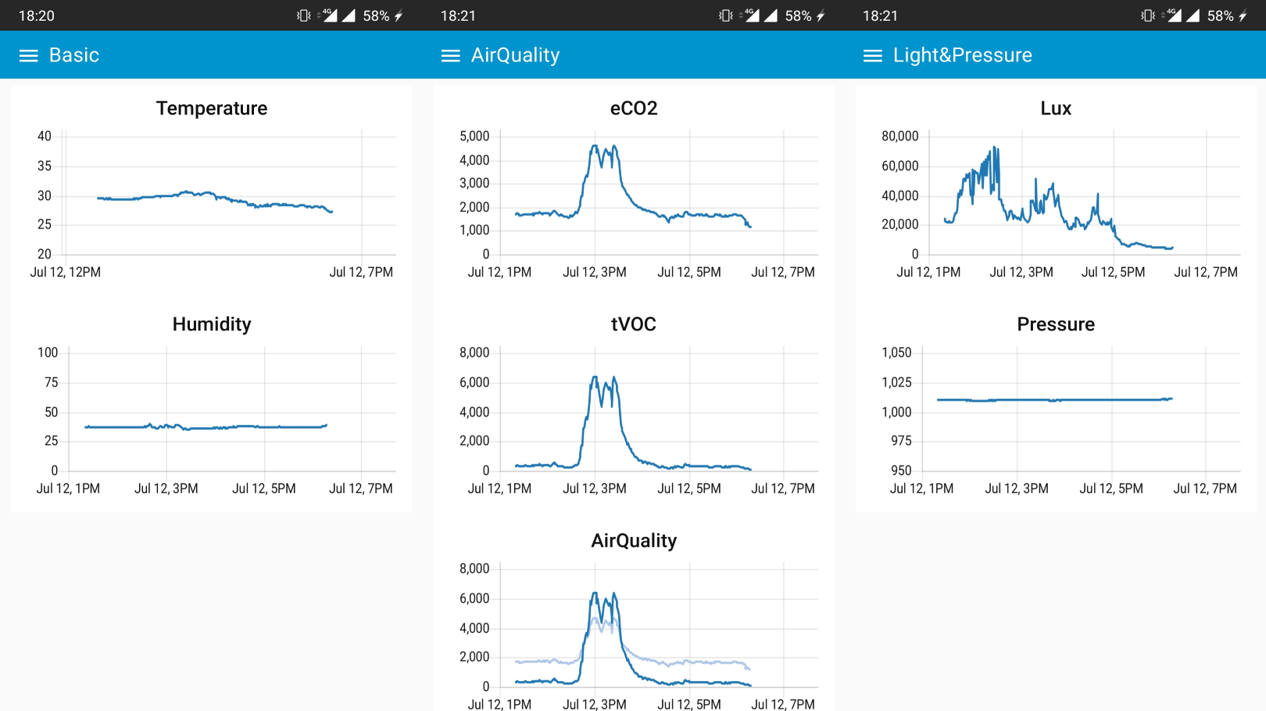 18:20
4G
58%
Basic
Temperature
40
35
30
25
20
Jul 12, 12PM
Jul 12, 7PM
Humidity
100
75
50
25
0
Jul 12, 1PM
Jul 12, 3PM
Jul 12, 5PM
Jul 12, 7PM
18:21
4G
58%
AirQuality
eCO2
5,000
4,000
3,000
2,000
1,000
0
Jul 12, 1PM
Jul 12, 3PM
Jul 12, 5PM
Jul 12, 7PM
tVOC
8,000
6,000
4,000
2,000
0
Jul 12, 1PM
Jul 12, 3PM
Jul 12, 5PM
Jul 12, 7PM
AirQuality
8,000
6,000
4,000
2,000
0
Jul 12, 1PM
Jul 12, 3PM
Jul 12, 5PM
Jul 12, 7PM
18:21
4G
58%
Light&Pressure
Lux
80,000
60,000
40,000
20,000
0
Jul 12, 1PM
Jul 12, 3PM
Jul 12, 5PM
Jul 12, 7PM
Pressure
1,050
1,025
1,000
975
950
Jul 12, 1PM
Jul 12, 3PM
Jul 12, 5PM
Jul 12, 7PM